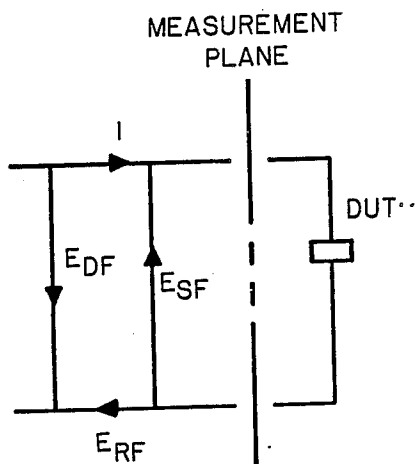 MEASUREMENT
PLANE
1
DUT
E_DF
E_SF
E_RF